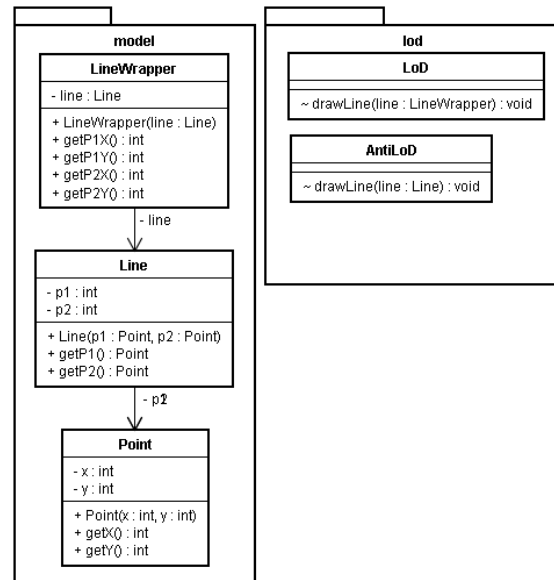 model
LineWrapper
- line : Line
+ LineWrapper(line : Line)
+ getP1X() : int
+ getP1Y() : int
+ getP2X() : int
+ getP2Y() : int
- line
Line
- p1 : int
- p2 : int
+ Line(p1 : Point, p2 : Point)
+ getP1() : Point
+ getP2() : Point
Point
- x : int
- y : int
+ Point(x : int, y : int)
+ getX() : int
+ getY() : int
lod
LoD
~ drawLine(line : LineWrapper) : void
AntiLoD
~ drawLine(line : Line) : void